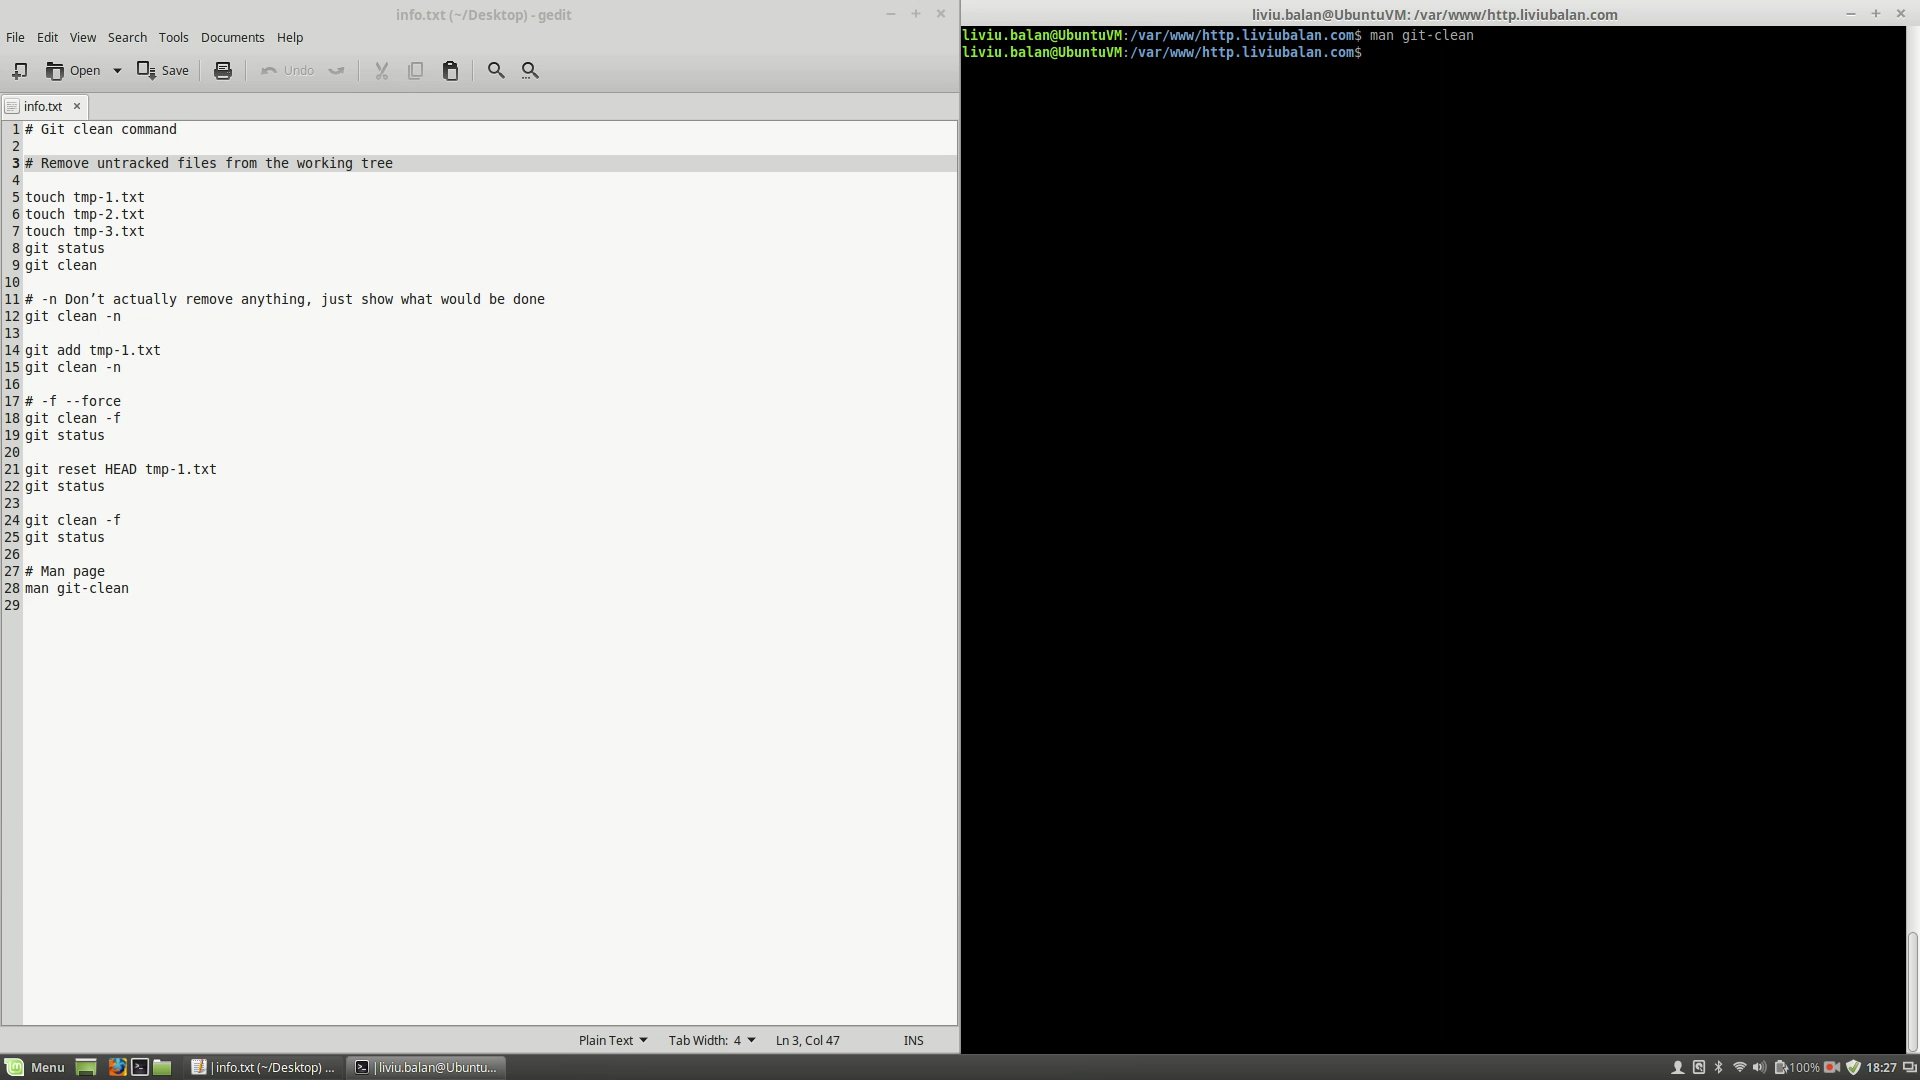 info.txt (~/Desktop) - gedit
File Edit View Search Tools Documents Help
Open Save Undo
info.txt
1 # Git clean command
2
3 # Remove untracked files from the working tree
4
5 touch tmp-1.txt
6 touch tmp-2.txt
7 touch tmp-3.txt
8 git status
9 git clean
10
11 # -n Don’t actually remove anything, just show what would be done
12 git clean -n
13
14 git add tmp-1.txt
15 git clean -n
16
17 # -f --force
18 git clean -f
19 git status
20
21 git reset HEAD tmp-1.txt
22 git status
23
24 git clean -f
25 git status
26
27 # Man page
28 man git-clean
29
Plain Text Tab Width: 4 Ln 3, Col 47 INS
liviu.balan@UbuntuVM: /var/www/http.liviubalan.com
liviu.balan@UbuntuVM:/var/www/http.liviubalan.com$ man git-clean
liviu.balan@UbuntuVM:/var/www/http.liviubalan.com$
Menu |info.txt (~/Desktop) ... |liviu.balan@Ubuntu... 100% 18:27